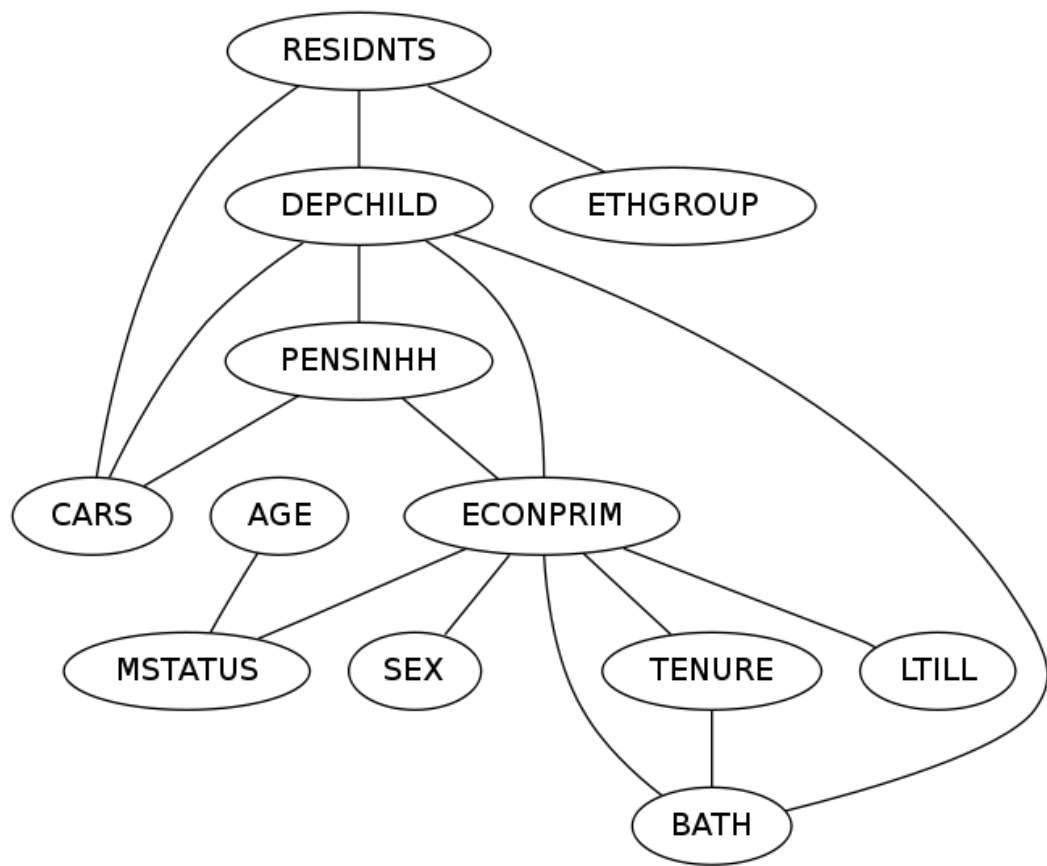 RESIDNTS
DEPCHILD
ETHGROUP
PENSINHH
CARS
AGE
ECONPRIM
MSTATUS
SEX
TENURE
LTILL
BATH